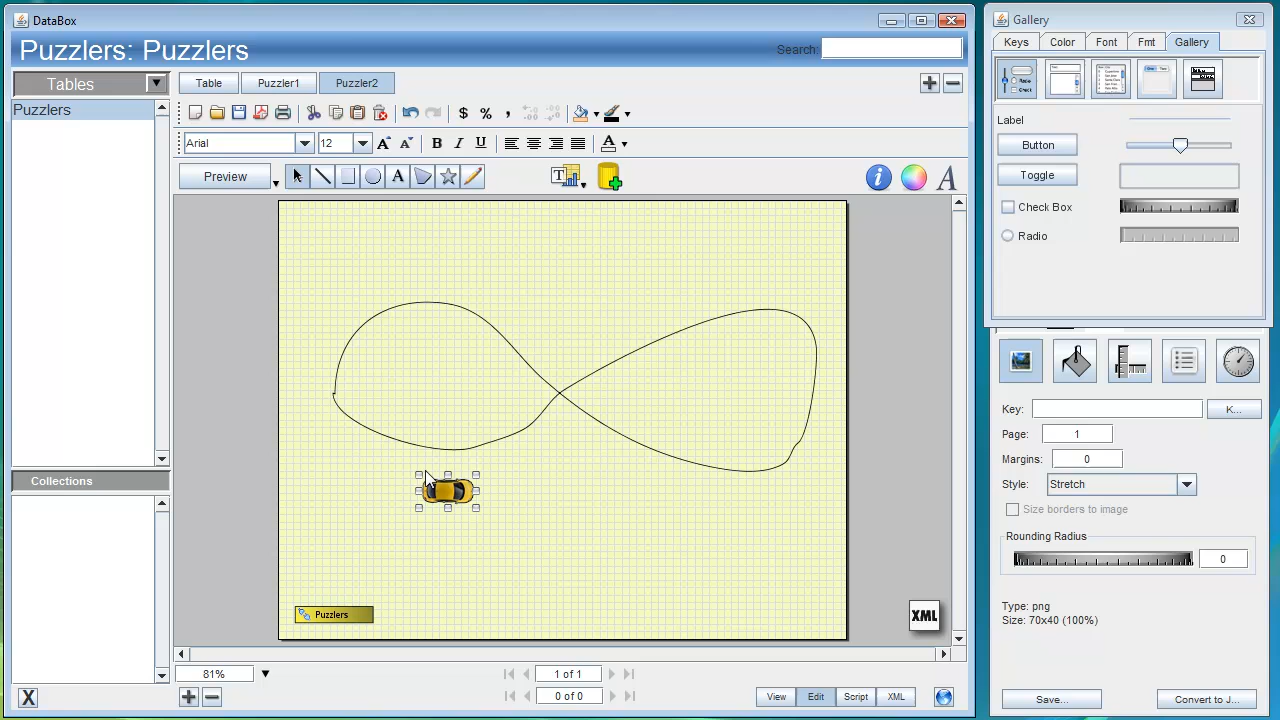 DataBox
Puzzlers: Puzzlers
Search:
Tables
Puzzlers
Table
Puzzler1
Puzzler2
$ % ,
Arial
12
A A B I U A
Preview
A
i A
Puzzlers
XML
Collections
X
81%
1 of 1
0 of 0
View
Edit
Script
XML
Gallery
Keys
Color
Font
Fmt
Gallery
Label
Button
Toggle
Check Box
Radio
Key:
K...
Page:
1
Margins:
0
Style:
Stretch
Size borders to image
Rounding Radius
0
Type: png
Size: 70x40 (100%)
Save...
Convert to J...